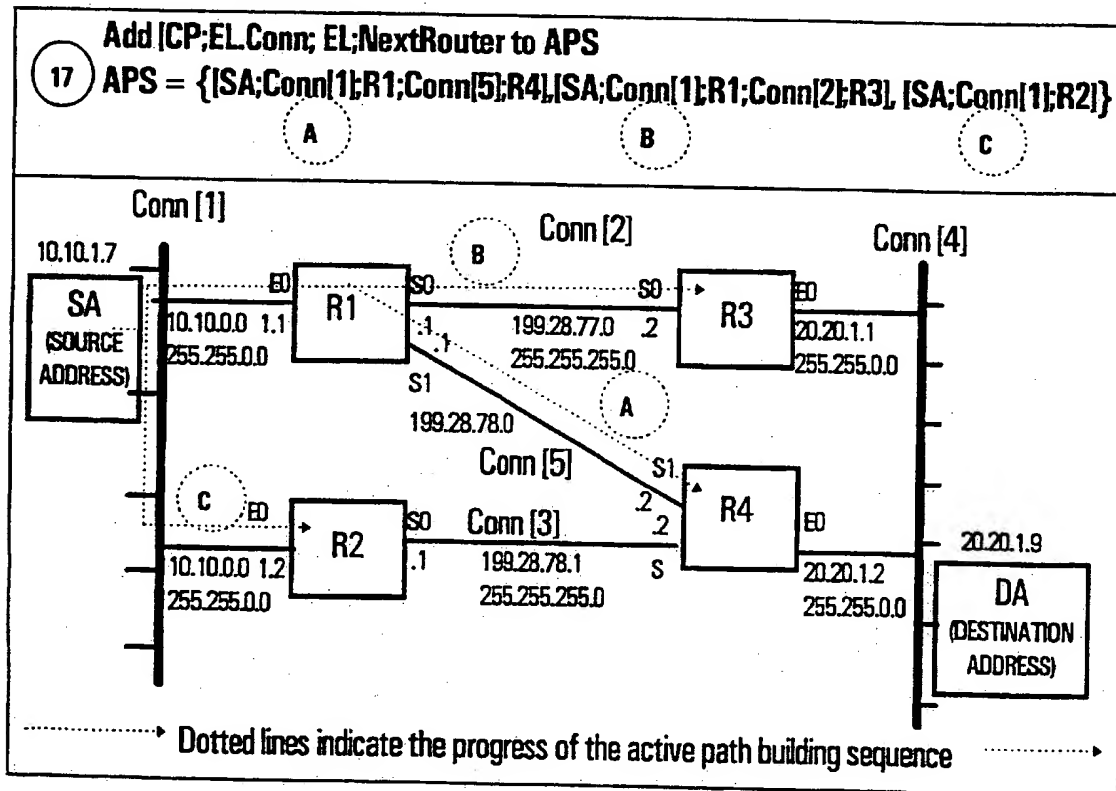 Add [CP;EL.Conn; EL;NextRouter to APS
17 APS = {[SA;Conn[1];R1;Conn[5];R4],[SA;Conn[1];R1;Conn[2];R3], [SA;Conn[1];R2]}
A B C
Conn [1]
Conn [2]
Conn [4]
10.10.1.7
B
SA
(SOURCE
ADDRESS)
E0
R1
S0
S0
R3
E0
10.10.0.0 1.1
255.255.0.0
.1
.1
199.28.77.0
255.255.255.0
.2
20.20.1.1
255.255.0.0
S1
A
199.28.78.0
Conn [5]
S1
.2
.2
R4
E0
C
E0
R2
S0
Conn [3]
.1
199.28.78.1
255.255.255.0
S
10.10.0.0 1.2
255.255.0.0
20.20.1.2
255.255.0.0
20.20.1.9
DA
(DESTINATION
ADDRESS)
Dotted lines indicate the progress of the active path building sequence